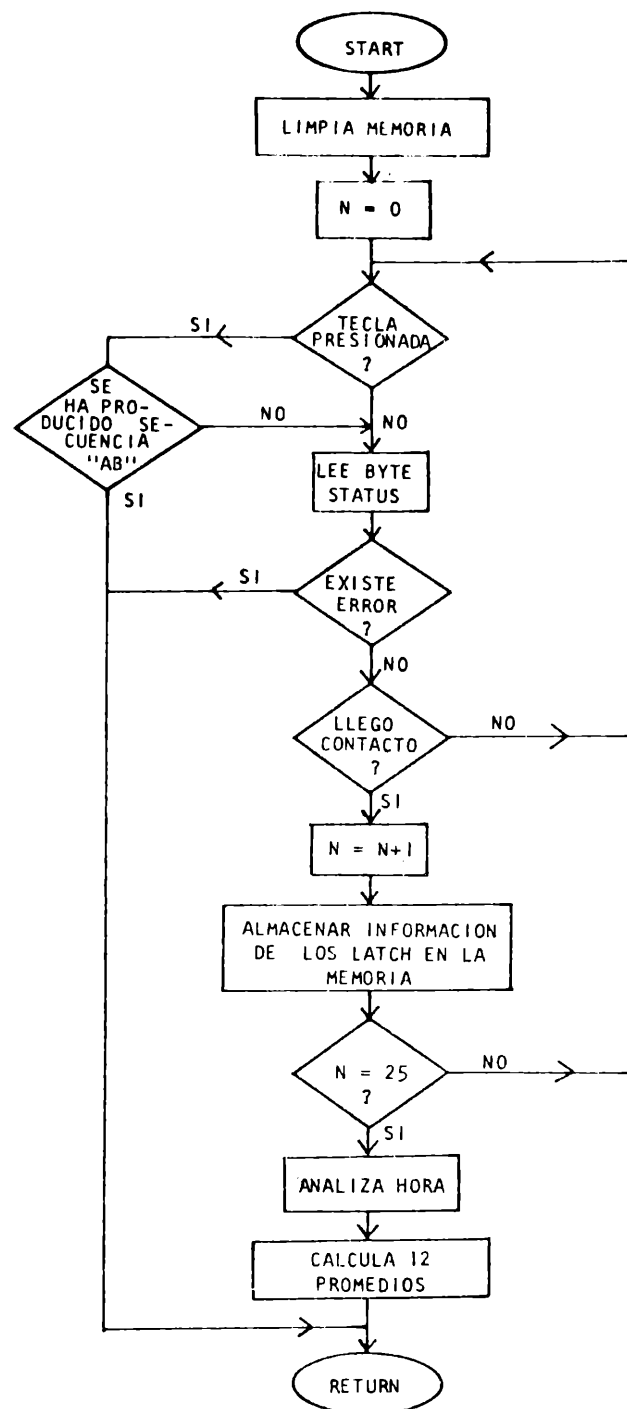 START
LIMPIA MEMORIA
N = 0
TECLA
PRESIONADA
?
SI
SE
HA PRO-
DUCIDO SE-
CUENCIA
"AB"
NO
NO
SI
LEE BYTE
STATUS
SI
EXISTE
ERROR
?
NO
LLEGO
CONTACTO
?
NO
SI
N = N+1
ALMACENAR INFORMACION
DE LOS LATCH EN LA
MEMORIA
N = 25
?
NO
SI
ANALIZA HORA
CALCULA 12
PROMEDIOS
RETURN